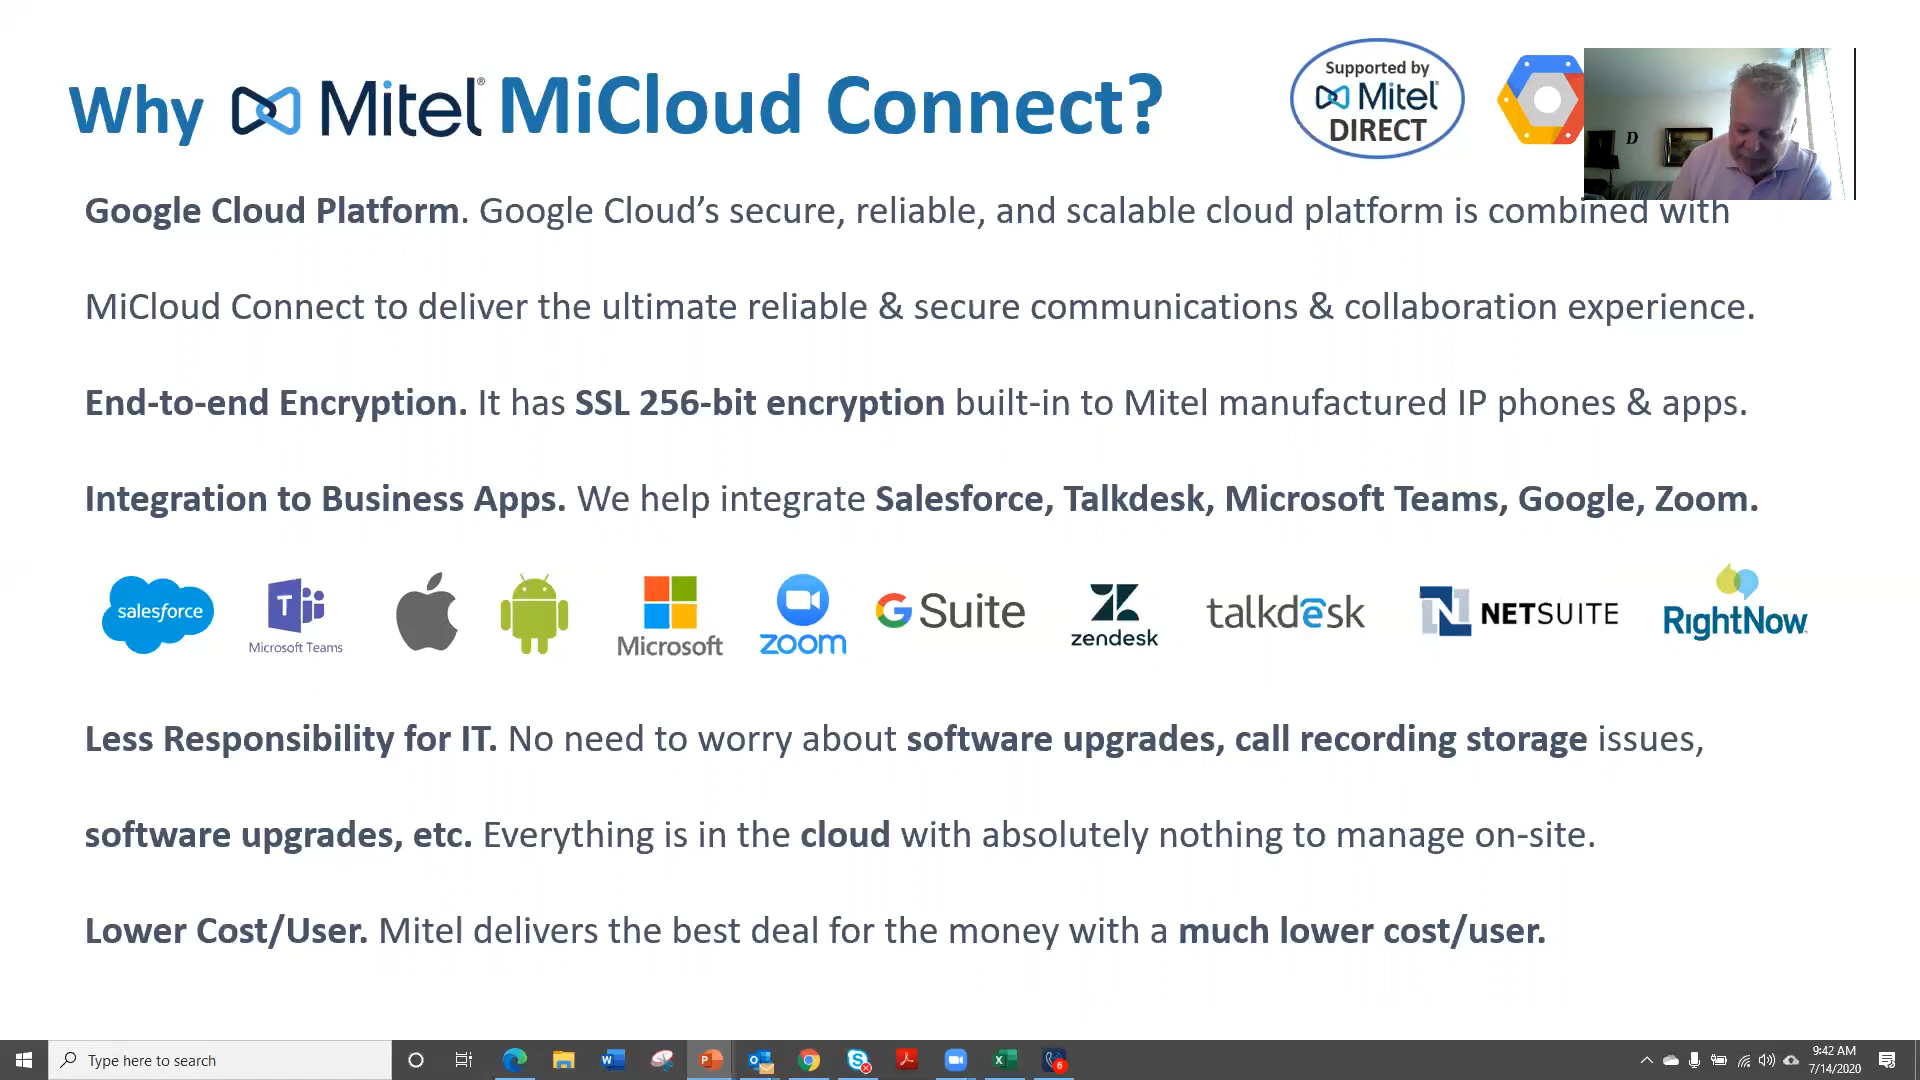 Why Mitel® MiCloud Connect?
Supported by
Mitel®
DIRECT
D
Google Cloud Platform. Google Cloud’s secure, reliable, and scalable cloud platform is combined with
MiCloud Connect to deliver the ultimate reliable & secure communications & collaboration experience.
End-to-end Encryption. It has SSL 256-bit encryption built-in to Mitel manufactured IP phones & apps.
Integration to Business Apps. We help integrate Salesforce, Talkdesk, Microsoft Teams, Google, Zoom.
salesforce
T
Microsoft Teams
Microsoft
zoom
G Suite
zendesk
talkdesk
N NETSUITE
RightNow
Less Responsibility for IT. No need to worry about software upgrades, call recording storage issues,
software upgrades, etc. Everything is in the cloud with absolutely nothing to manage on-site.
Lower Cost/User. Mitel delivers the best deal for the money with a much lower cost/user.
Type here to search
9:42 AM
7/14/2020